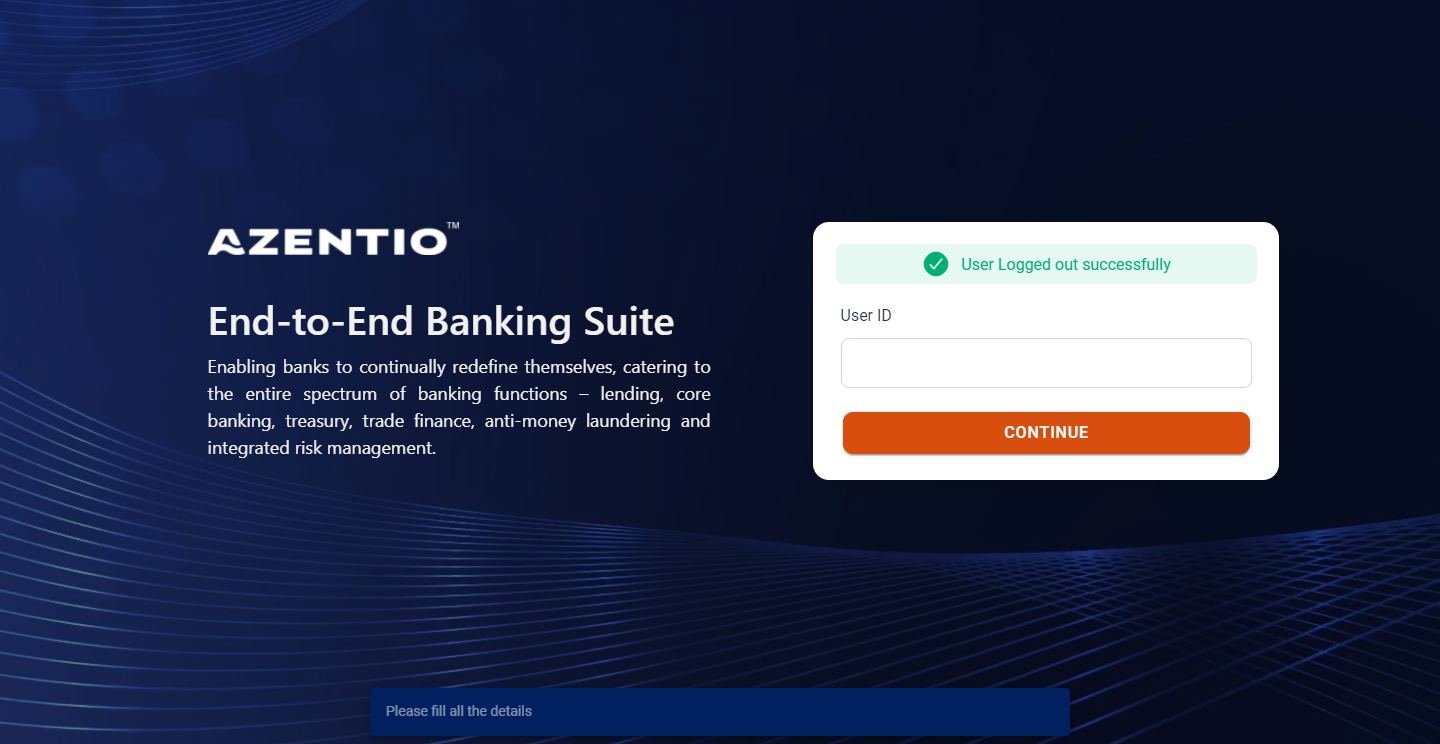 AZENTIO™
End-to-End Banking Suite
Enabling banks to continually redefine themselves, catering to
the entire spectrum of banking functions – lending, core
banking, treasury, trade finance, anti-money laundering and
integrated risk management.
User Logged out successfully
User ID
CONTINUE
Please fill all the details